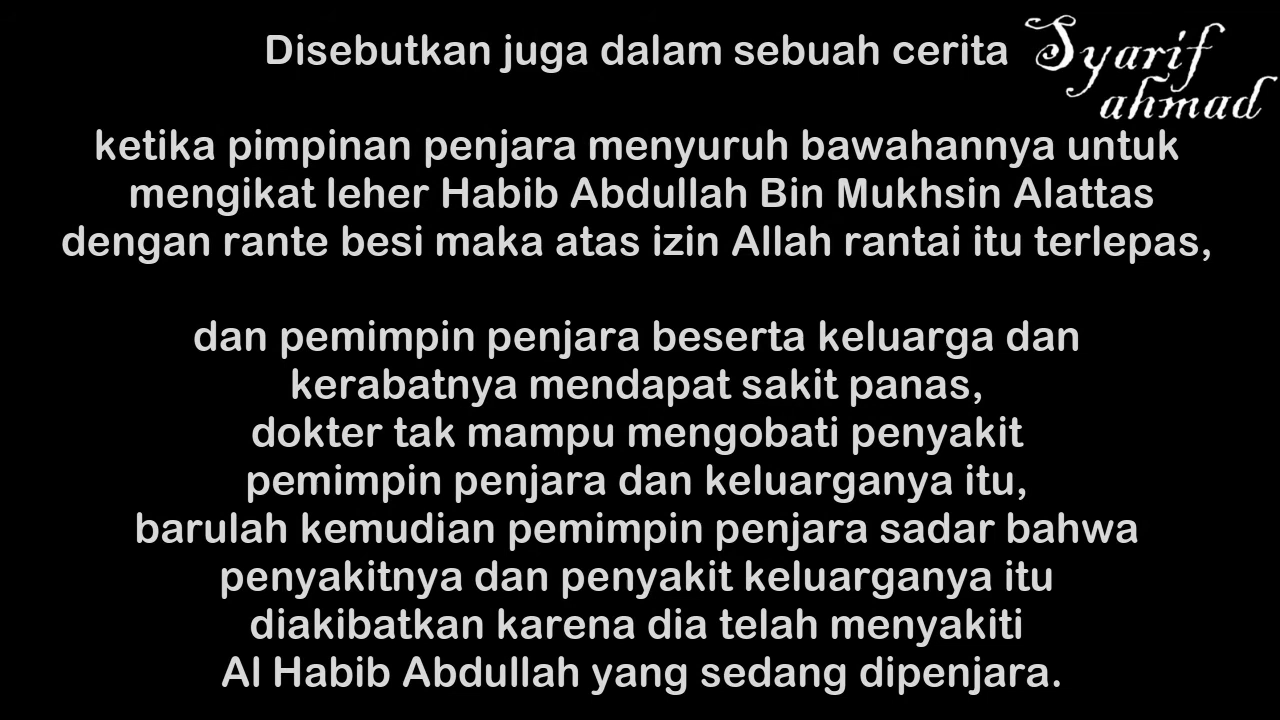 Disebutkan juga dalam sebuah cerita
Syarif
ahmad
ketika pimpinan penjara menyuruh bawahannya untuk
mengikat leher Habib Abdullah Bin Mukhsin Alattas
dengan rante besi maka atas izin Allah rantai itu terlepas,
dan pemimpin penjara beserta keluarga dan
kerabatnya mendapat sakit panas,
dokter tak mampu mengobati penyakit
pemimpin penjara dan keluarganya itu,
barulah kemudian pemimpin penjara sadar bahwa
penyakitnya dan penyakit keluarganya itu
diakibatkan karena dia telah menyakiti
Al Habib Abdullah yang sedang dipenjara.